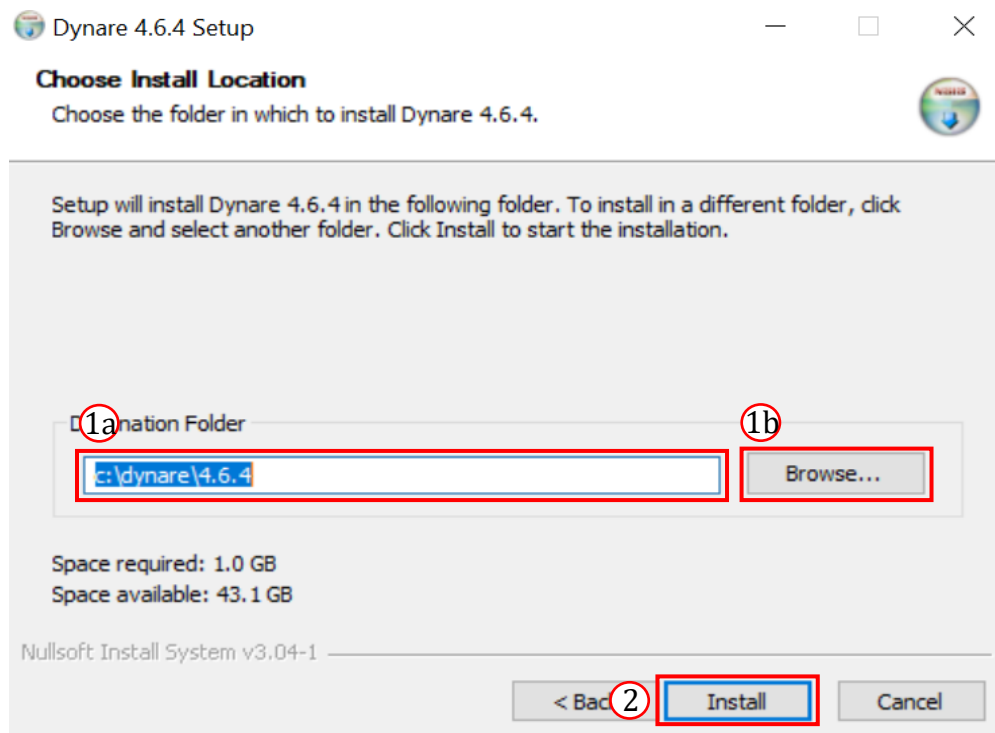 Dynare 4.6.4 Setup
Choose Install Location
Choose the folder in which to install Dynare 4.6.4.
Setup will install Dynare 4.6.4 in the following folder. To install in a different folder, click
Browse and select another folder. Click Install to start the installation.
1a nation Folder
1b
c:\dynare\4.6.4
Browse...
Space required: 1.0 GB
Space available: 43.1 GB
Nullsoft Install System v3.04-1
< Bac 2 Install Cancel